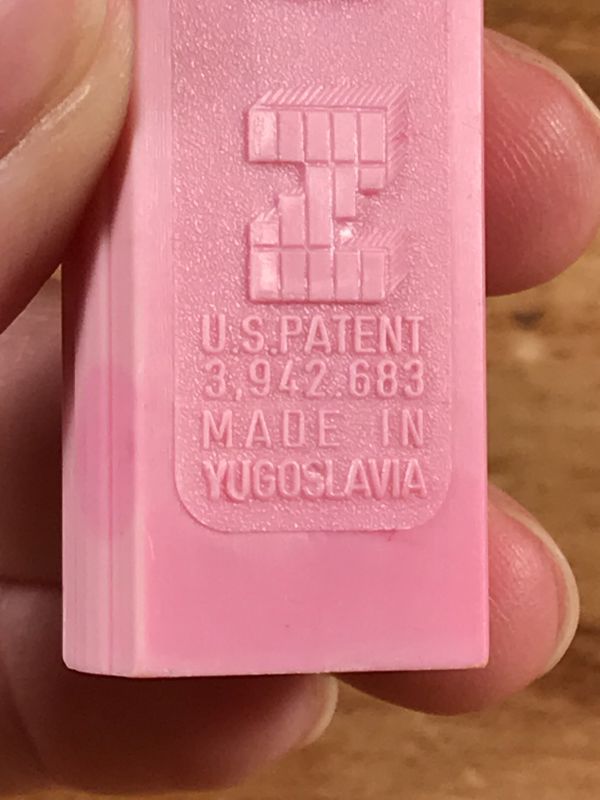 U.S.PATENT
3,942.683
MADE IN
YUGOSLAVIA